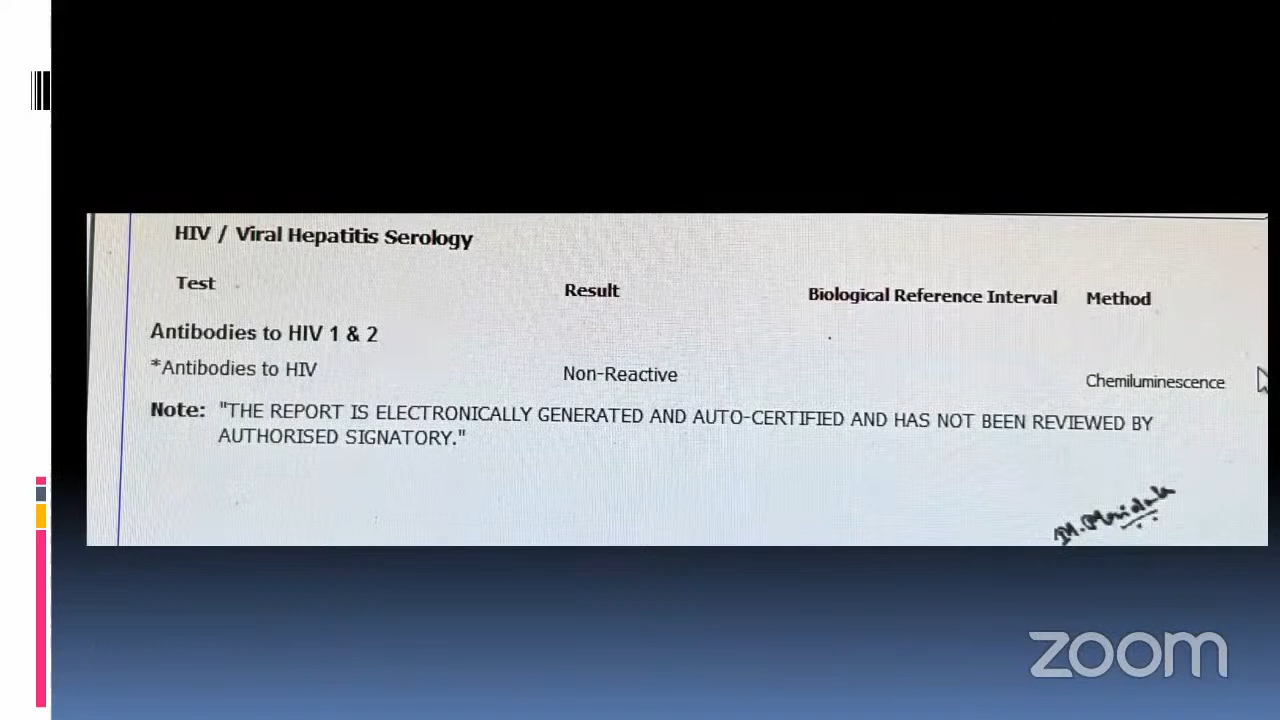 HIV / Viral Hepatitis Serology
Test Result Biological Reference Interval Method
Antibodies to HIV 1 & 2
*Antibodies to HIV Non-Reactive Chemiluminescence
Note: "THE REPORT IS ELECTRONICALLY GENERATED AND AUTO-CERTIFIED AND HAS NOT BEEN REVIEWED BY
AUTHORISED SIGNATORY."
zoom